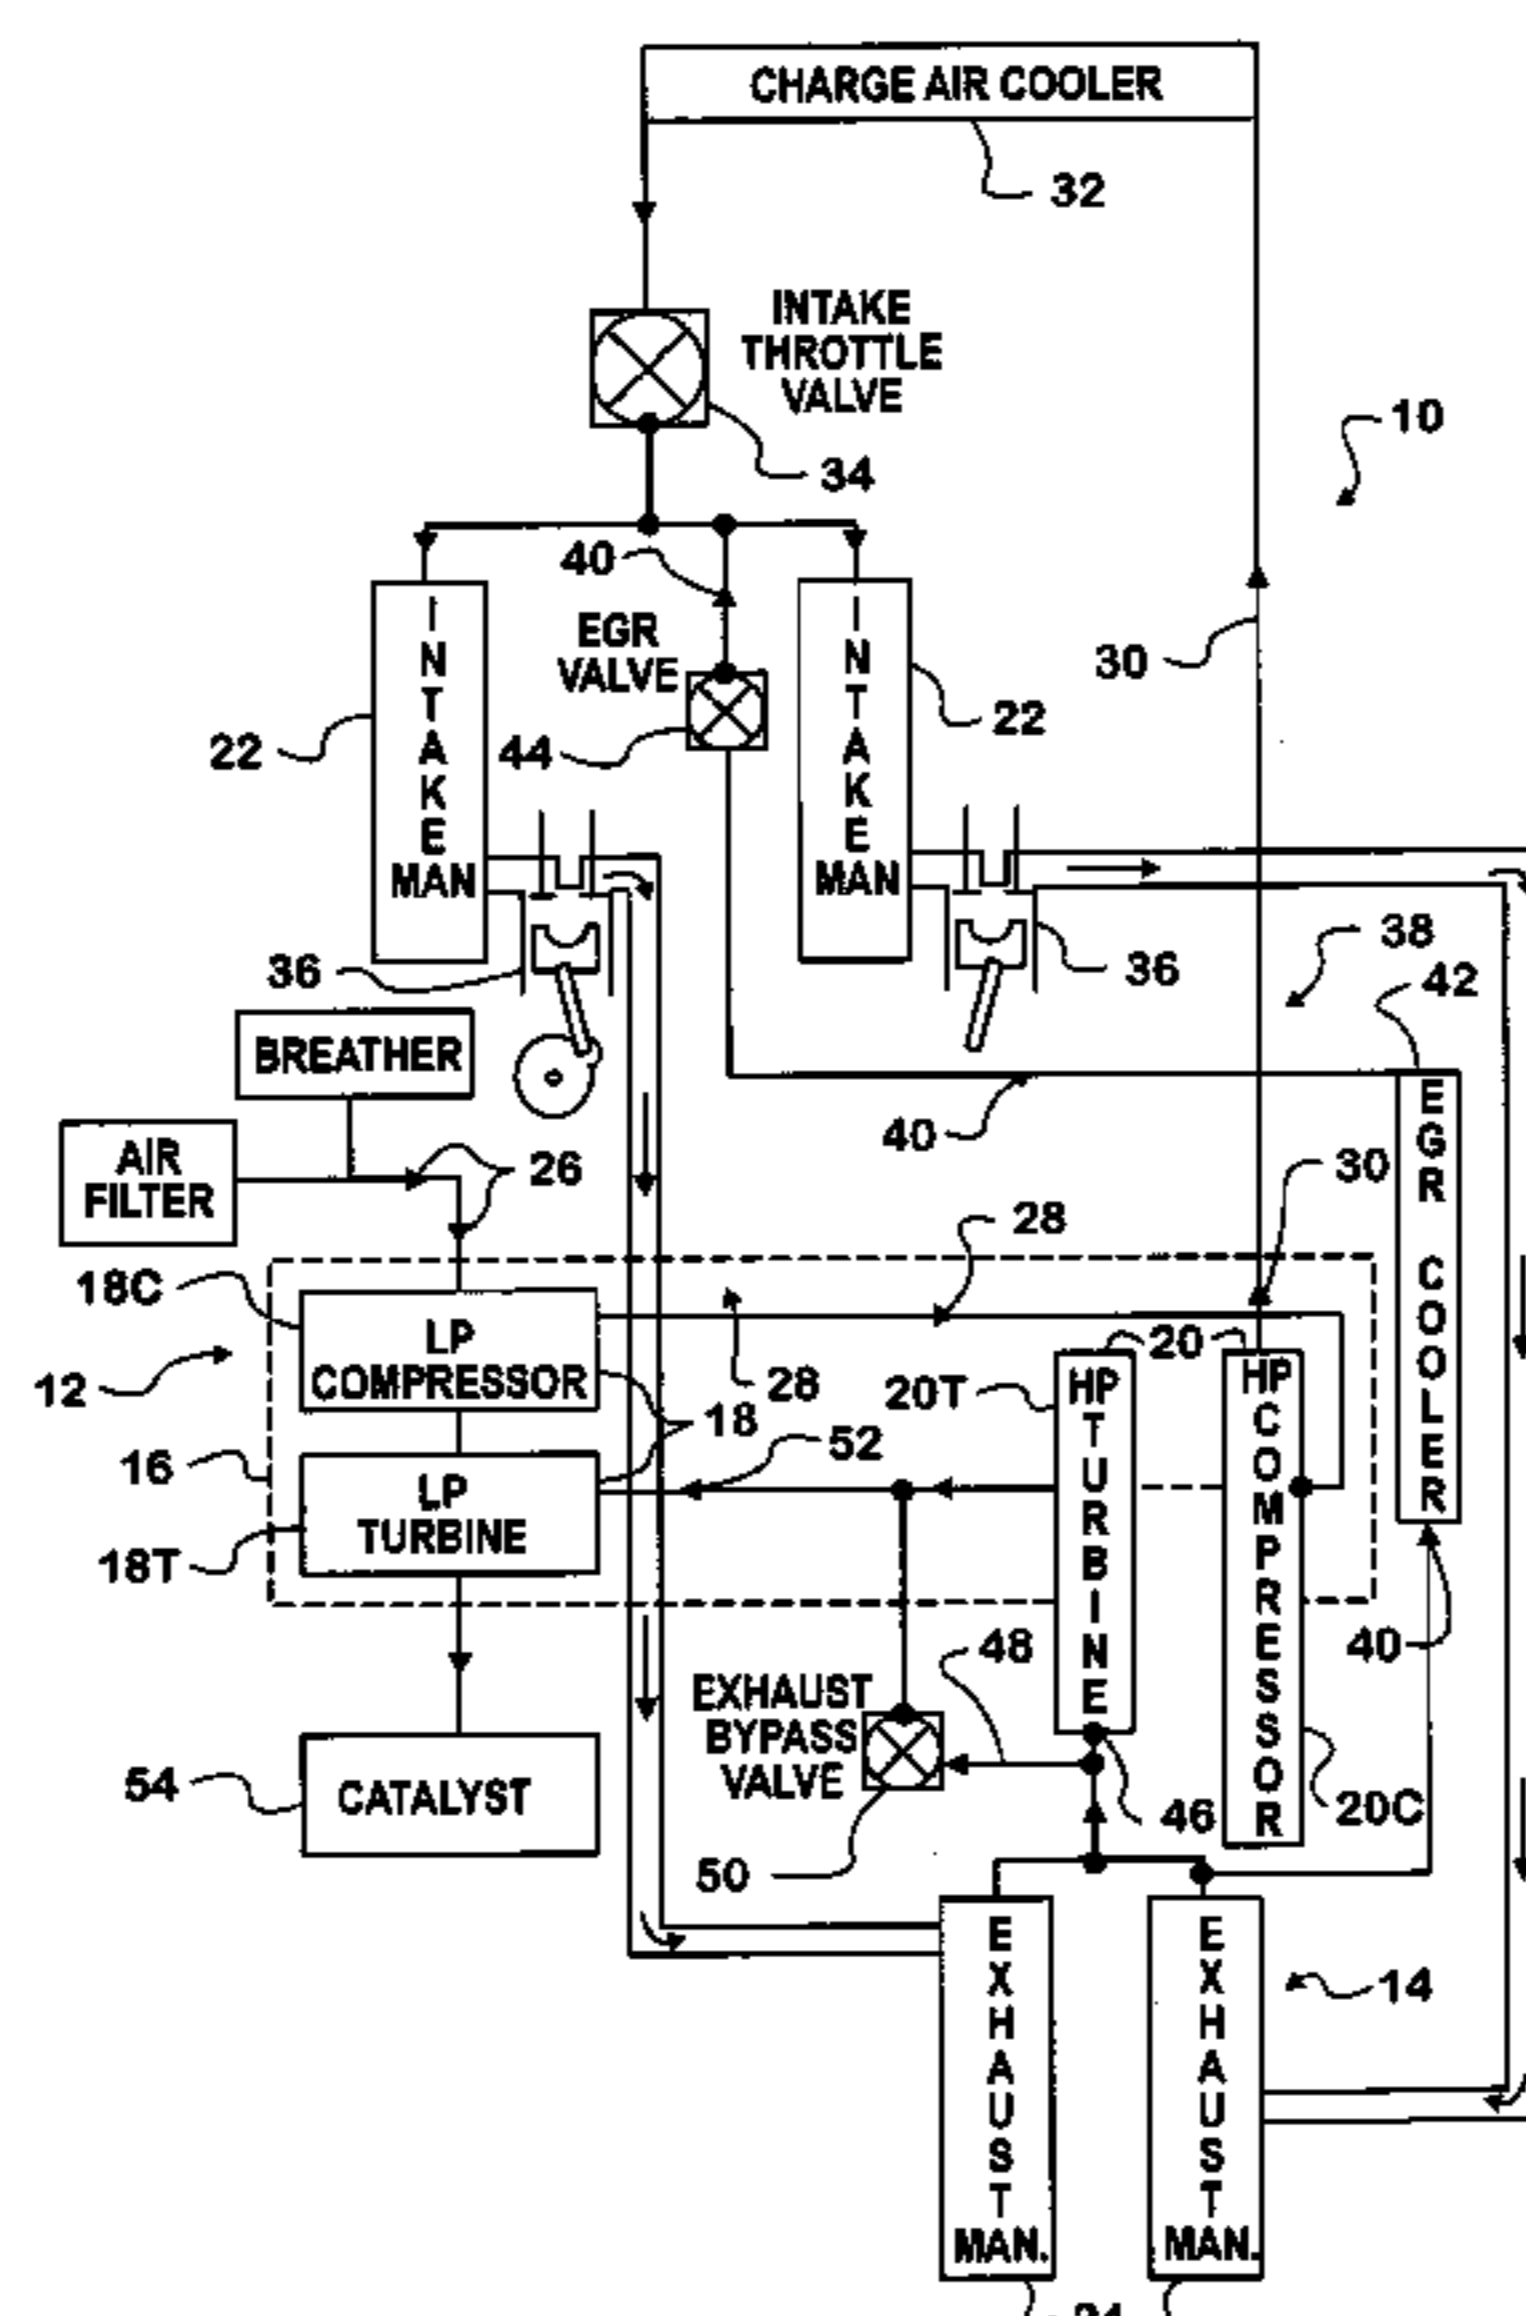 CHARGE AIR COOLER
32
INTAKE
THROTTLE
VALVE
10
34
40
EGR
VALVE
INTAKE
MAN
INTAKE
MAN
30
22
44
22
36
36
38
42
BREATHER
40
EGR COOLER
AIR
FILTER
26
30
28
18C
LP
COMPRESSOR
20
HP TURBINE
HP COMPRESSOR
12
28
20T
18
16
52
LP
TURBINE
18T
40
48
EXHAUST
BYPASS
VALVE
54
CATALYST
46
20C
50
EXHAUST
MAN.
EXHAUST
MAN.
14